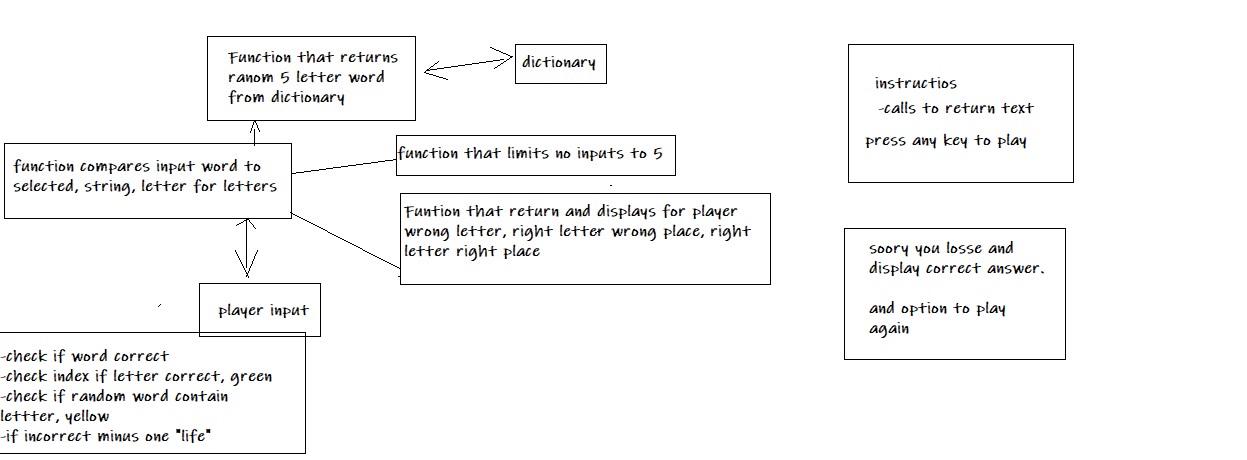 Function that returns
ranom 5 letter word
from dictionary
dictionary
function compares input word to
selected, string, letter for letters
function that limits no inputs to 5
Funtion that return and displays for player
wrong letter, right letter wrong place, right
letter right place
player input
-check if word correct
-check index if letter correct, green
-check if random word contain
lettter, yellow
-if incorrect minus one "life"
instructios
-calls to return text
press any key to play
soory you losse and
display correct answer.
and option to play
again